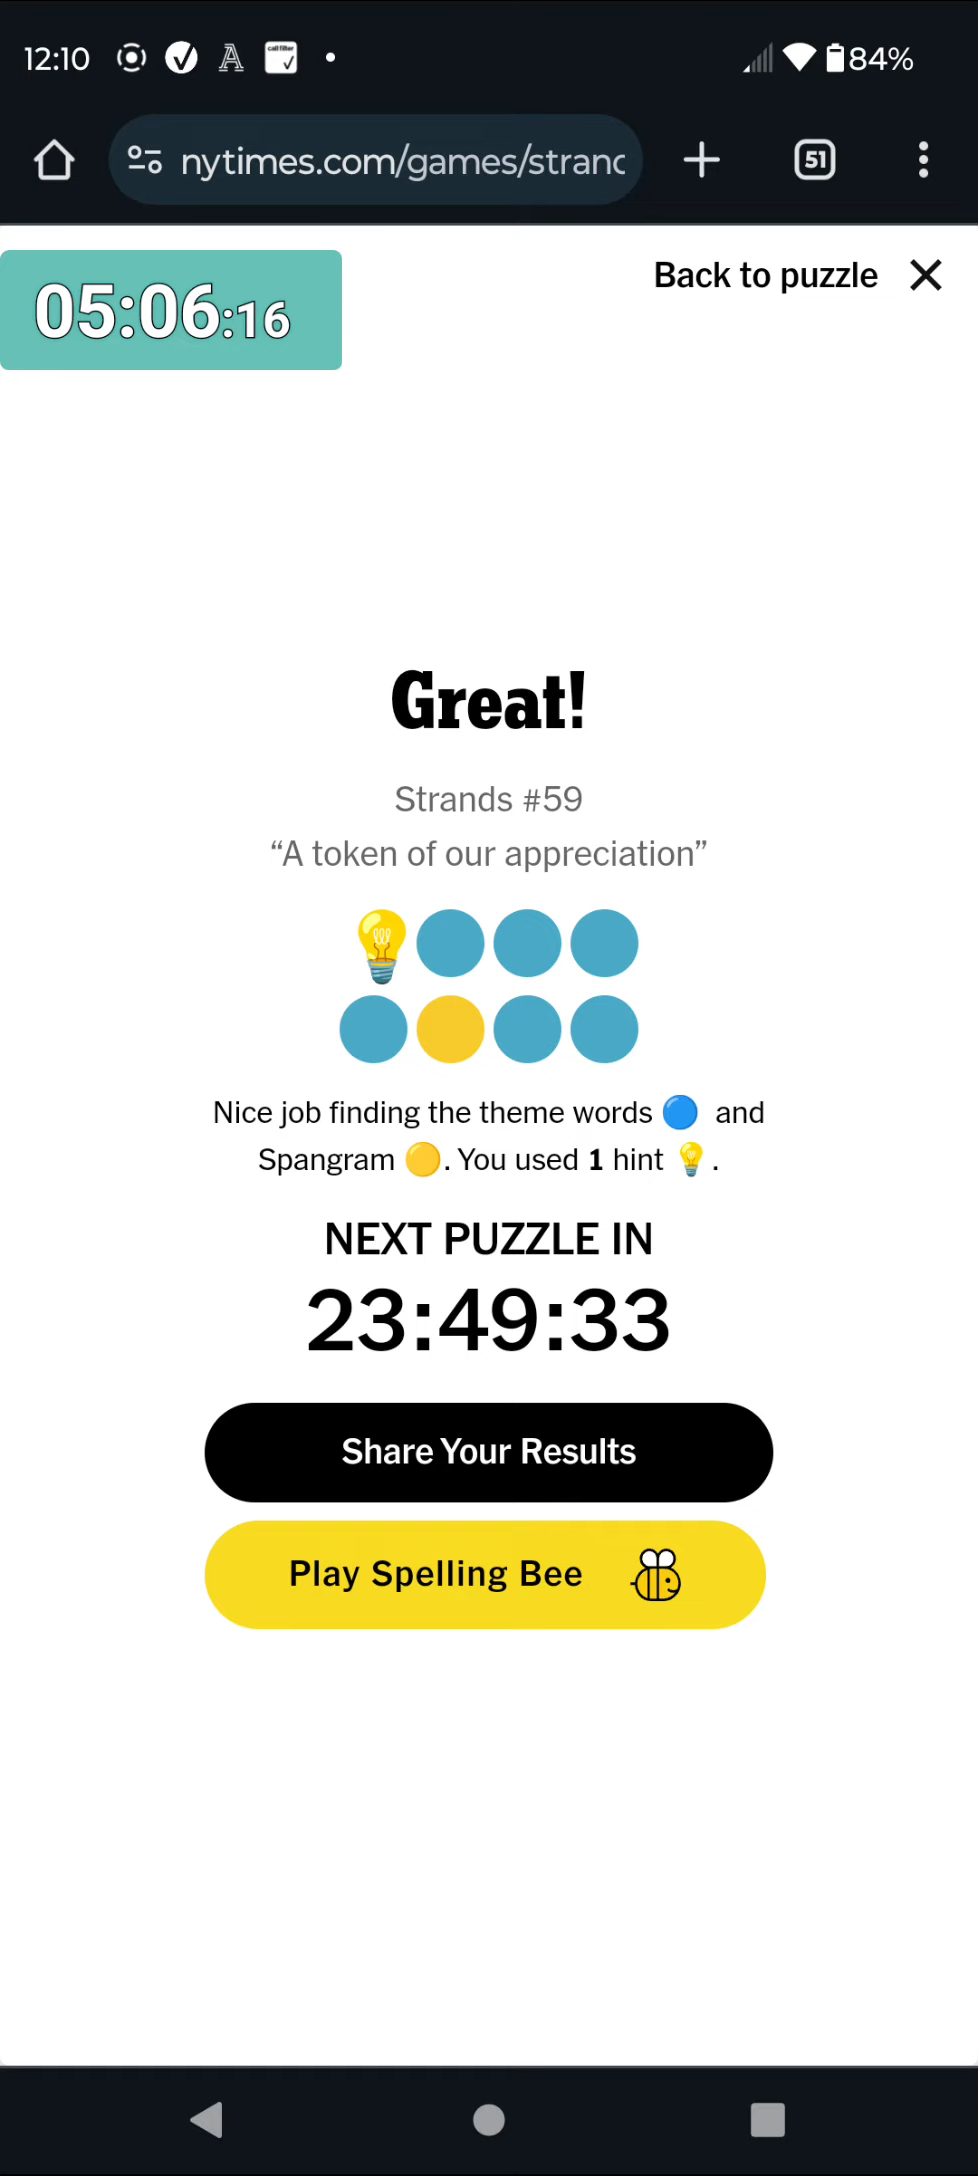 12:10
call filter
84%
nytimes.com/games/stranc
51
05:06:16
Back to puzzle
Great!
Strands #59
“A token of our appreciation”
Nice job finding the theme words 🔵 and
Spangram 🟡. You used 1 hint 💡.
NEXT PUZZLE IN
23:49:33
Share Your Results
Play Spelling Bee